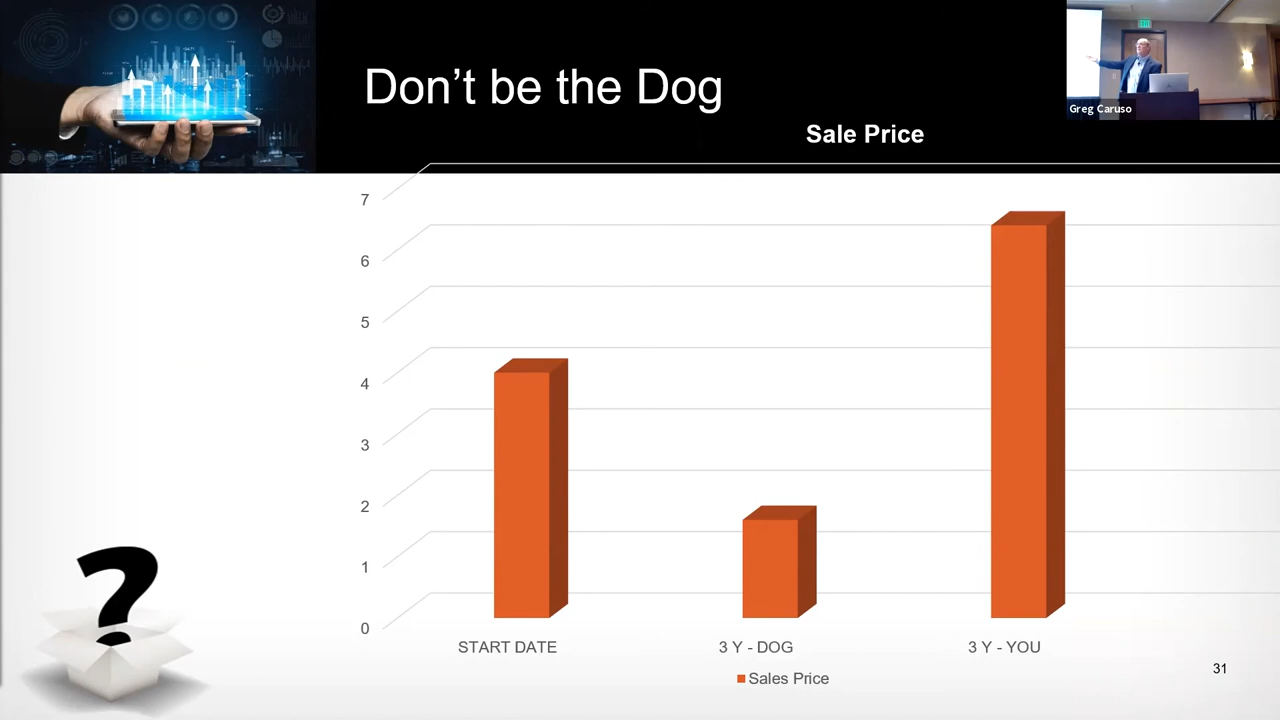 Don't be the Dog
Greg Caruso
Sale Price
7
6
5
4
3
2
1
0
START DATE
3 Y - DOG
3 Y - YOU
Sales Price
31
?